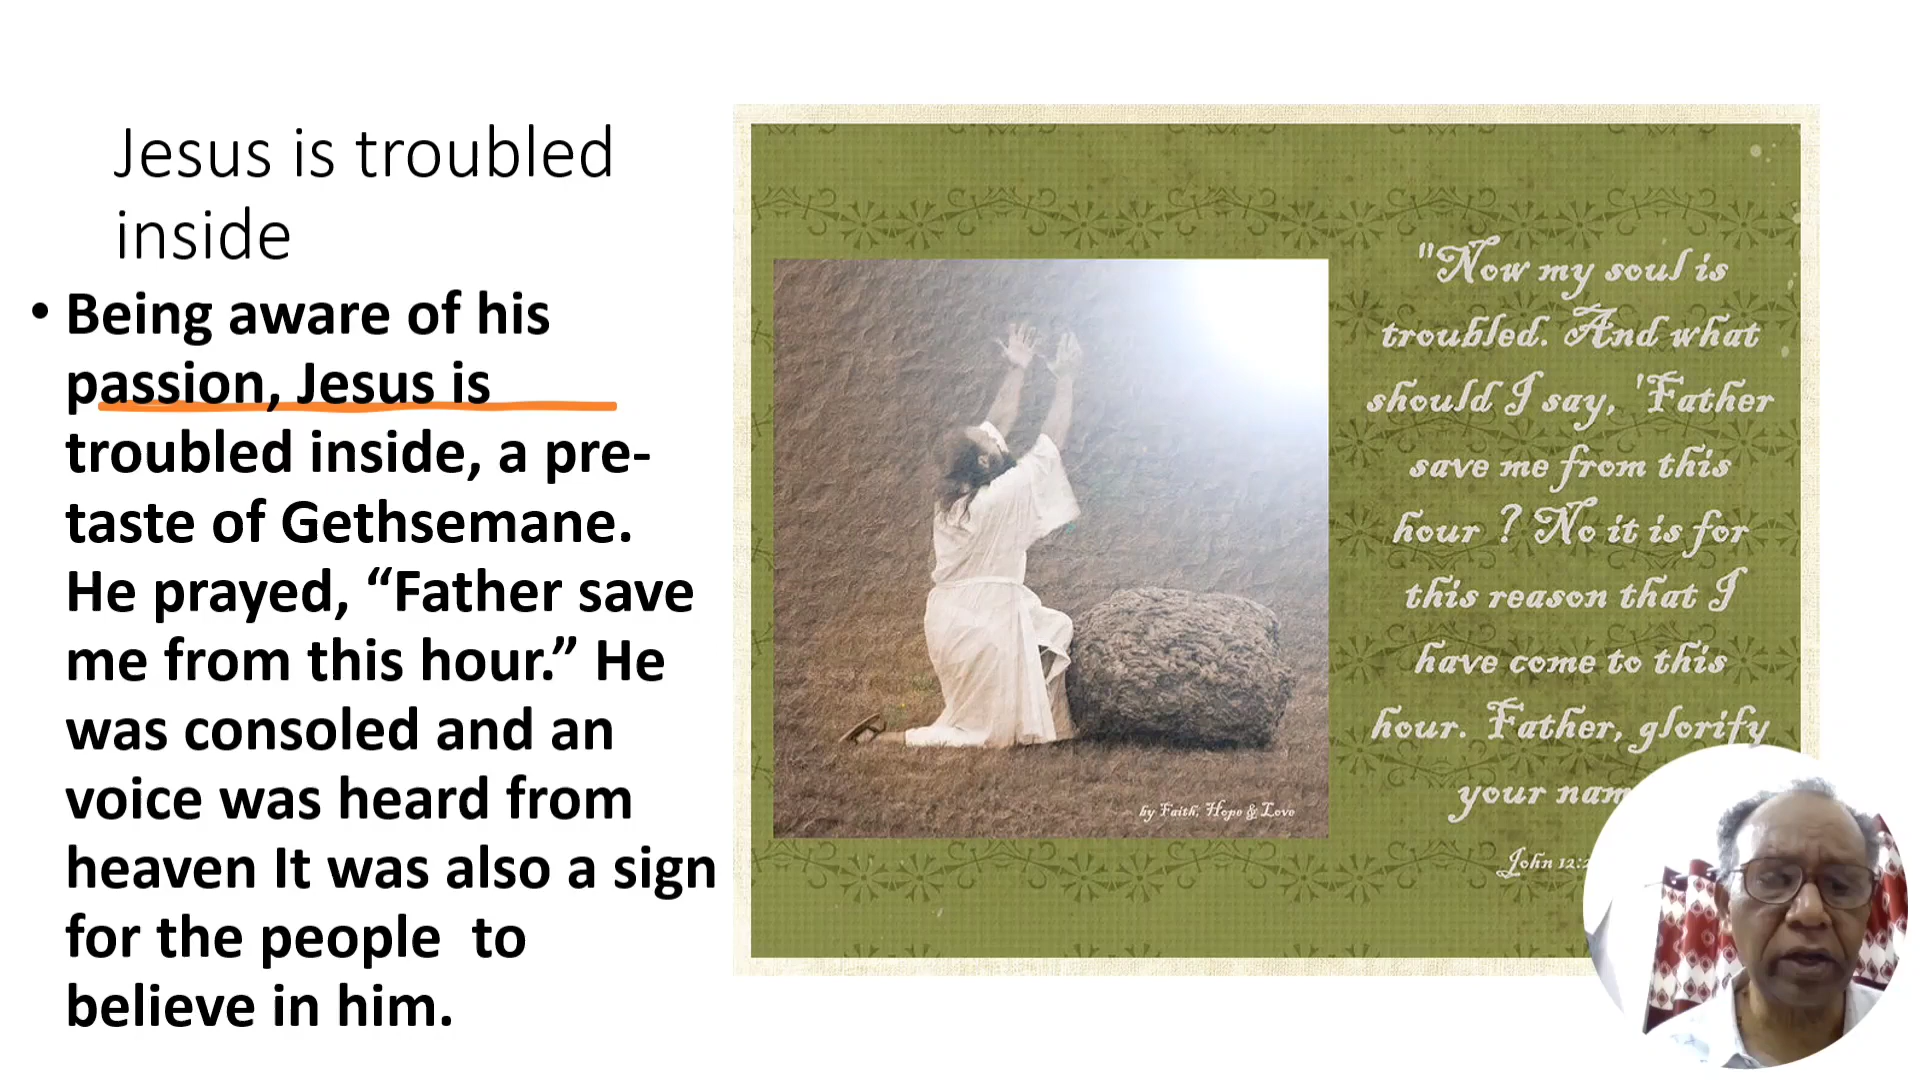 Jesus is troubled
inside
• Being aware of his
passion, Jesus is
troubled inside, a pre-
taste of Gethsemane.
He prayed, “Father save
me from this hour.” He
was consoled and an
voice was heard from
heaven It was also a sign
for the people  to
believe in him.
"Now my soul is
troubled. And what
should I say, 'Father
save me from this
hour ? No it is for
this reason that I
have come to this
hour. Father, glorify
your
John
by Faith, Hope & Love